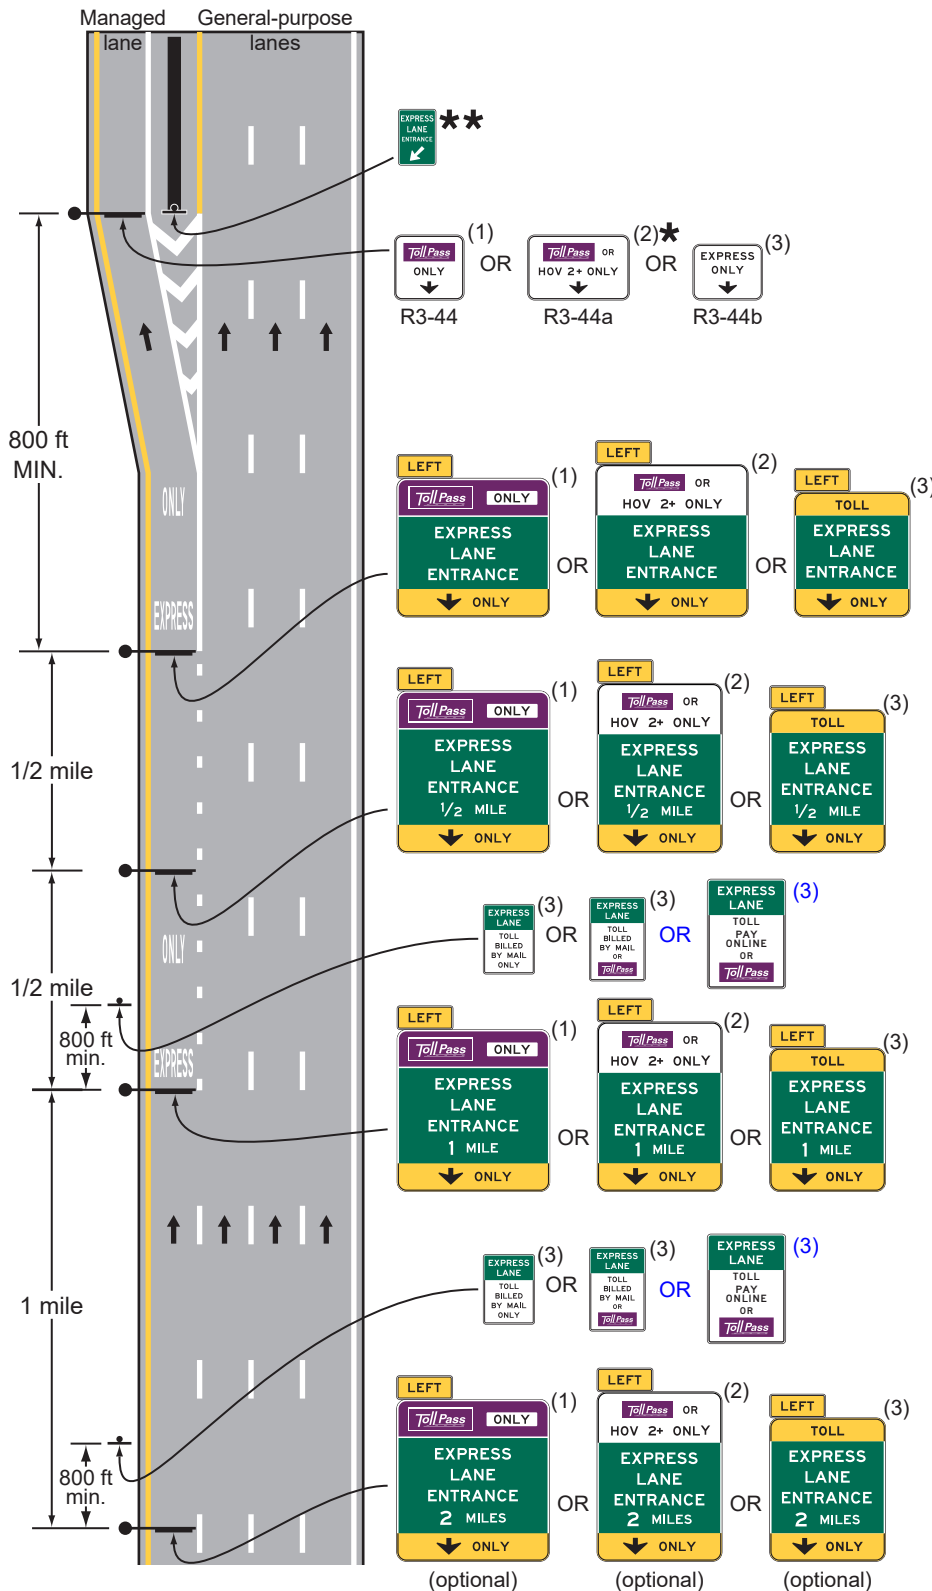 Managed
lane
General-purpose
lanes
EXPRESS
LANE
ENTRANCE
**
Toll Pass
ONLY
(1)
OR
Toll Pass OR
HOV 2+ ONLY
(2)*
OR
EXPRESS
ONLY
(3)
R3-44
R3-44a
R3-44b
800 ft
MIN.
ONLY
EXPRESS
LEFT
Toll Pass ONLY
EXPRESS
LANE
ENTRANCE
ONLY
(1)
OR
LEFT
Toll Pass OR
HOV 2+ ONLY
EXPRESS
LANE
ENTRANCE
ONLY
(2)
OR
LEFT
TOLL
EXPRESS
LANE
ENTRANCE
ONLY
(3)
1/2 mile
LEFT
Toll Pass ONLY
EXPRESS
LANE
ENTRANCE
1/2 MILE
ONLY
(1)
OR
LEFT
Toll Pass OR
HOV 2+ ONLY
EXPRESS
LANE
ENTRANCE
1/2 MILE
ONLY
(2)
OR
LEFT
TOLL
EXPRESS
LANE
ENTRANCE
1/2 MILE
ONLY
(3)
1/2 mile
ONLY
EXPRESS
800 ft
min.
EXPRESS
LANE
TOLL
BILLED
BY MAIL
ONLY
(3)
OR
EXPRESS
LANE
TOLL
BILLED
BY MAIL
OR
Toll Pass
(3)
OR
EXPRESS
LANE
TOLL
PAY
ONLINE
OR
Toll Pass
(3)
LEFT
Toll Pass ONLY
EXPRESS
LANE
ENTRANCE
1 MILE
ONLY
(1)
OR
LEFT
Toll Pass OR
HOV 2+ ONLY
EXPRESS
LANE
ENTRANCE
1 MILE
ONLY
(2)
OR
LEFT
TOLL
EXPRESS
LANE
ENTRANCE
1 MILE
ONLY
(3)
1 mile
EXPRESS
LANE
TOLL
BILLED
BY MAIL
ONLY
(3)
OR
EXPRESS
LANE
TOLL
BILLED
BY MAIL
OR
Toll Pass
(3)
OR
EXPRESS
LANE
TOLL
PAY
ONLINE
OR
Toll Pass
(3)
800 ft
min.
LEFT
Toll Pass ONLY
EXPRESS
LANE
ENTRANCE
2 MILES
ONLY
(1)
(optional)
OR
LEFT
Toll Pass OR
HOV 2+ ONLY
EXPRESS
LANE
ENTRANCE
2 MILES
ONLY
(2)
(optional)
OR
LEFT
TOLL
EXPRESS
LANE
ENTRANCE
2 MILES
ONLY
(3)
(optional)